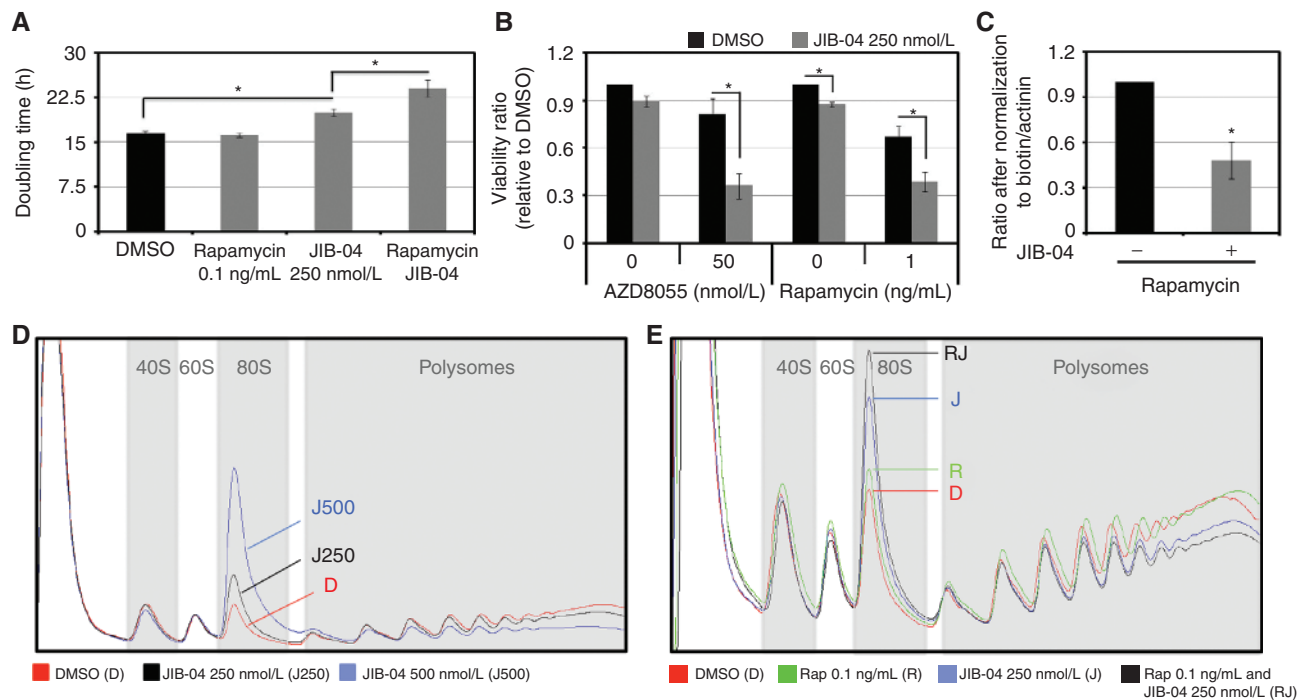 A
30
22.5
15
7.5
0
Doubling time (h)
*
*
DMSO
Rapamycin
0.1 ng/mL
JIB-04
250 nmol/L
Rapamycin
JIB-04
B
DMSO
JIB-04 250 nmol/L
1.2
0.9
0.6
0.3
0
Viability ratio
(relative to DMSO)
*
*
*
0
50
0
1
AZD8055 (nmol/L)
Rapamycin (ng/mL)
C
1.2
0.9
0.6
0.3
0
Ratio after normalization
to biotin/actinin
*
JIB-04
−
+
Rapamycin
D
40S
60S
80S
Polysomes
J500
J250
D
DMSO (D)
JIB-04 250 nmol/L (J250)
JIB-04 500 nmol/L (J500)
E
40S
60S
80S
Polysomes
RJ
J
R
D
DMSO (D)
Rap 0.1 ng/mL (R)
JIB-04 250 nmol/L (J)
Rap 0.1 ng/mL and
JIB-04 250 nmol/L (RJ)